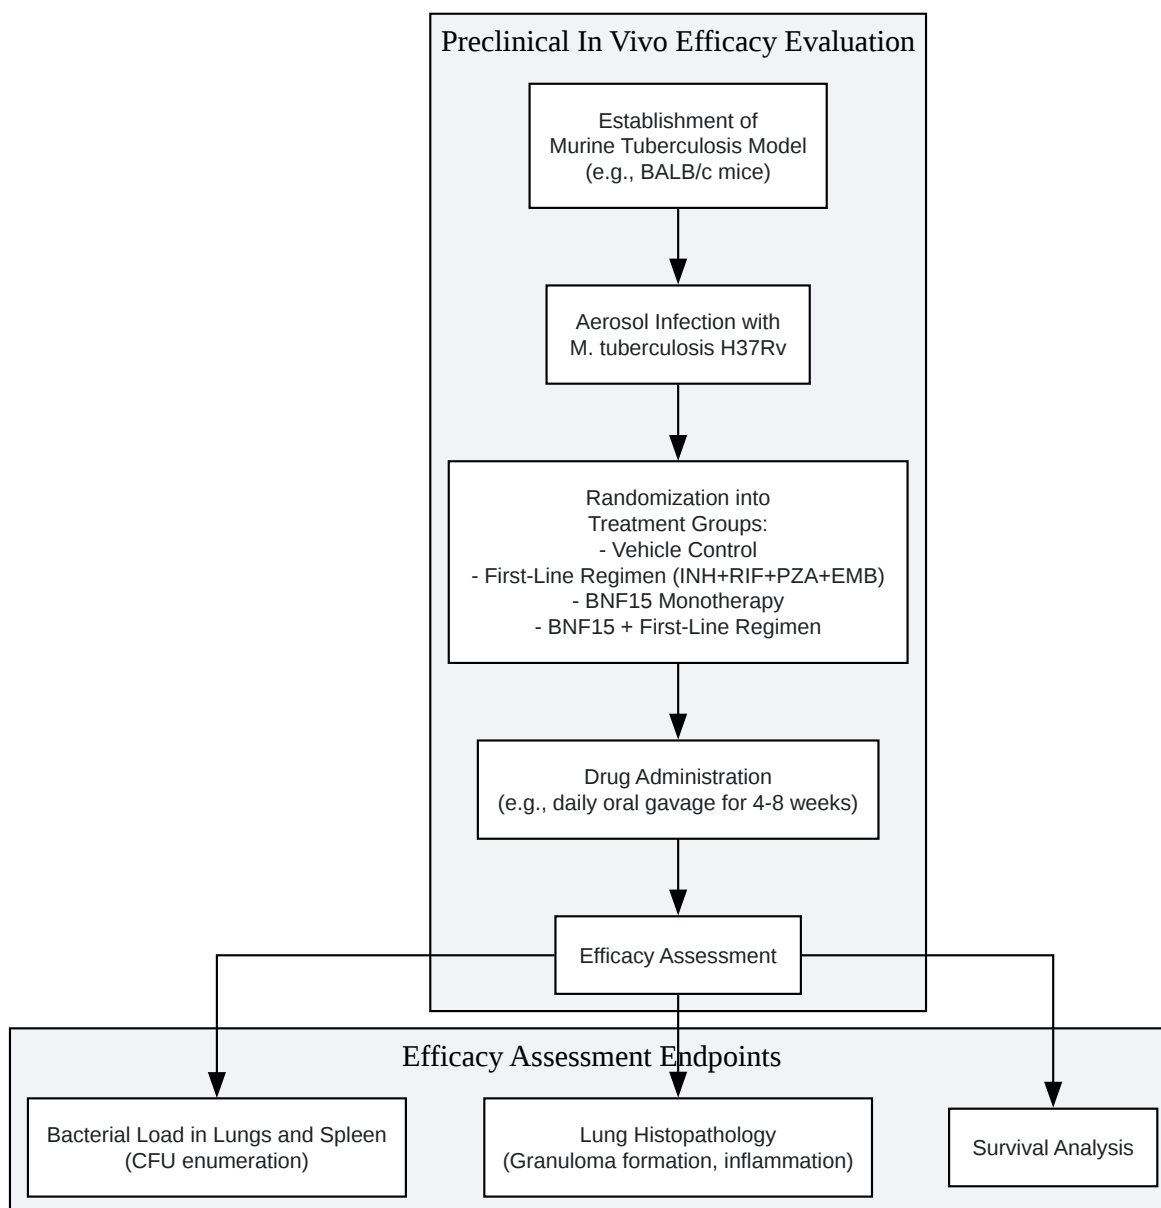 Preclinical In Vivo Efficacy Evaluation
Establishment of
Murine Tuberculosis Model
(e.g., BALB/c mice)
Aerosol Infection with
M. tuberculosis H37Rv
Randomization into
Treatment Groups:
- Vehicle Control
- First-Line Regimen (INH+RIF+PZA+EMB)
- BNF15 Monotherapy
- BNF15 + First-Line Regimen
Drug Administration
(e.g., daily oral gavage for 4-8 weeks)
Efficacy Assessment
Efficacy Assessment Endpoints
Bacterial Load in Lungs and Spleen
(CFU enumeration)
Lung Histopathology
(Granuloma formation, inflammation)
Survival Analysis